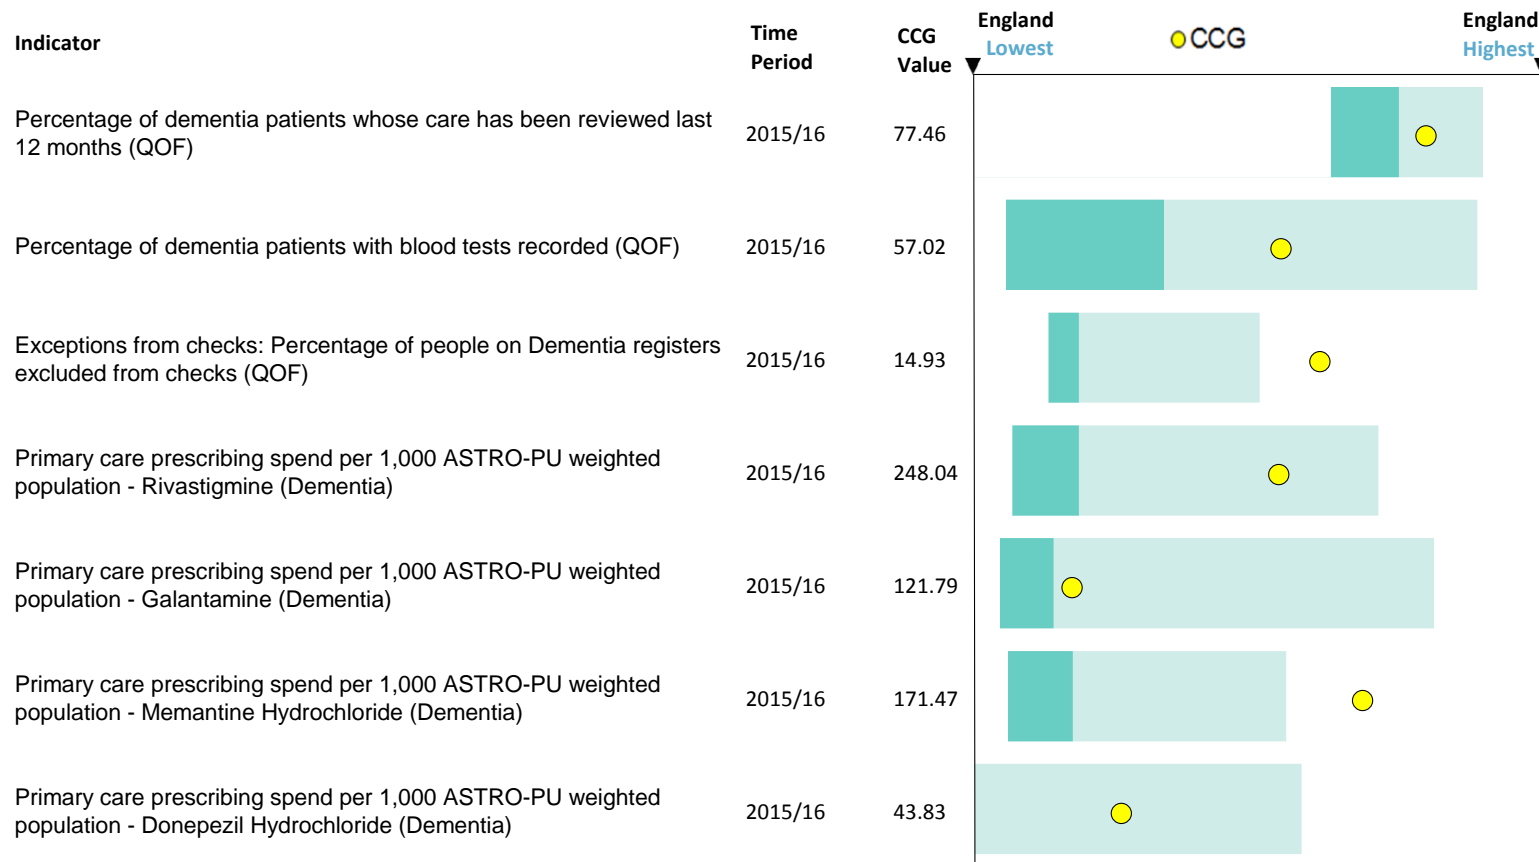 Indicator
Time
Period
CCG
Value
England
Lowest
CCG
England
Highest
Percentage of dementia patients whose care has been reviewed last
12 months (QOF)
2015/16
77.46
Percentage of dementia patients with blood tests recorded (QOF)
2015/16
57.02
Exceptions from checks: Percentage of people on Dementia registers
excluded from checks (QOF)
2015/16
14.93
Primary care prescribing spend per 1,000 ASTRO-PU weighted
population - Rivastigmine (Dementia)
2015/16
248.04
Primary care prescribing spend per 1,000 ASTRO-PU weighted
population - Galantamine (Dementia)
2015/16
121.79
Primary care prescribing spend per 1,000 ASTRO-PU weighted
population - Memantine Hydrochloride (Dementia)
2015/16
171.47
Primary care prescribing spend per 1,000 ASTRO-PU weighted
population - Donepezil Hydrochloride (Dementia)
2015/16
43.83